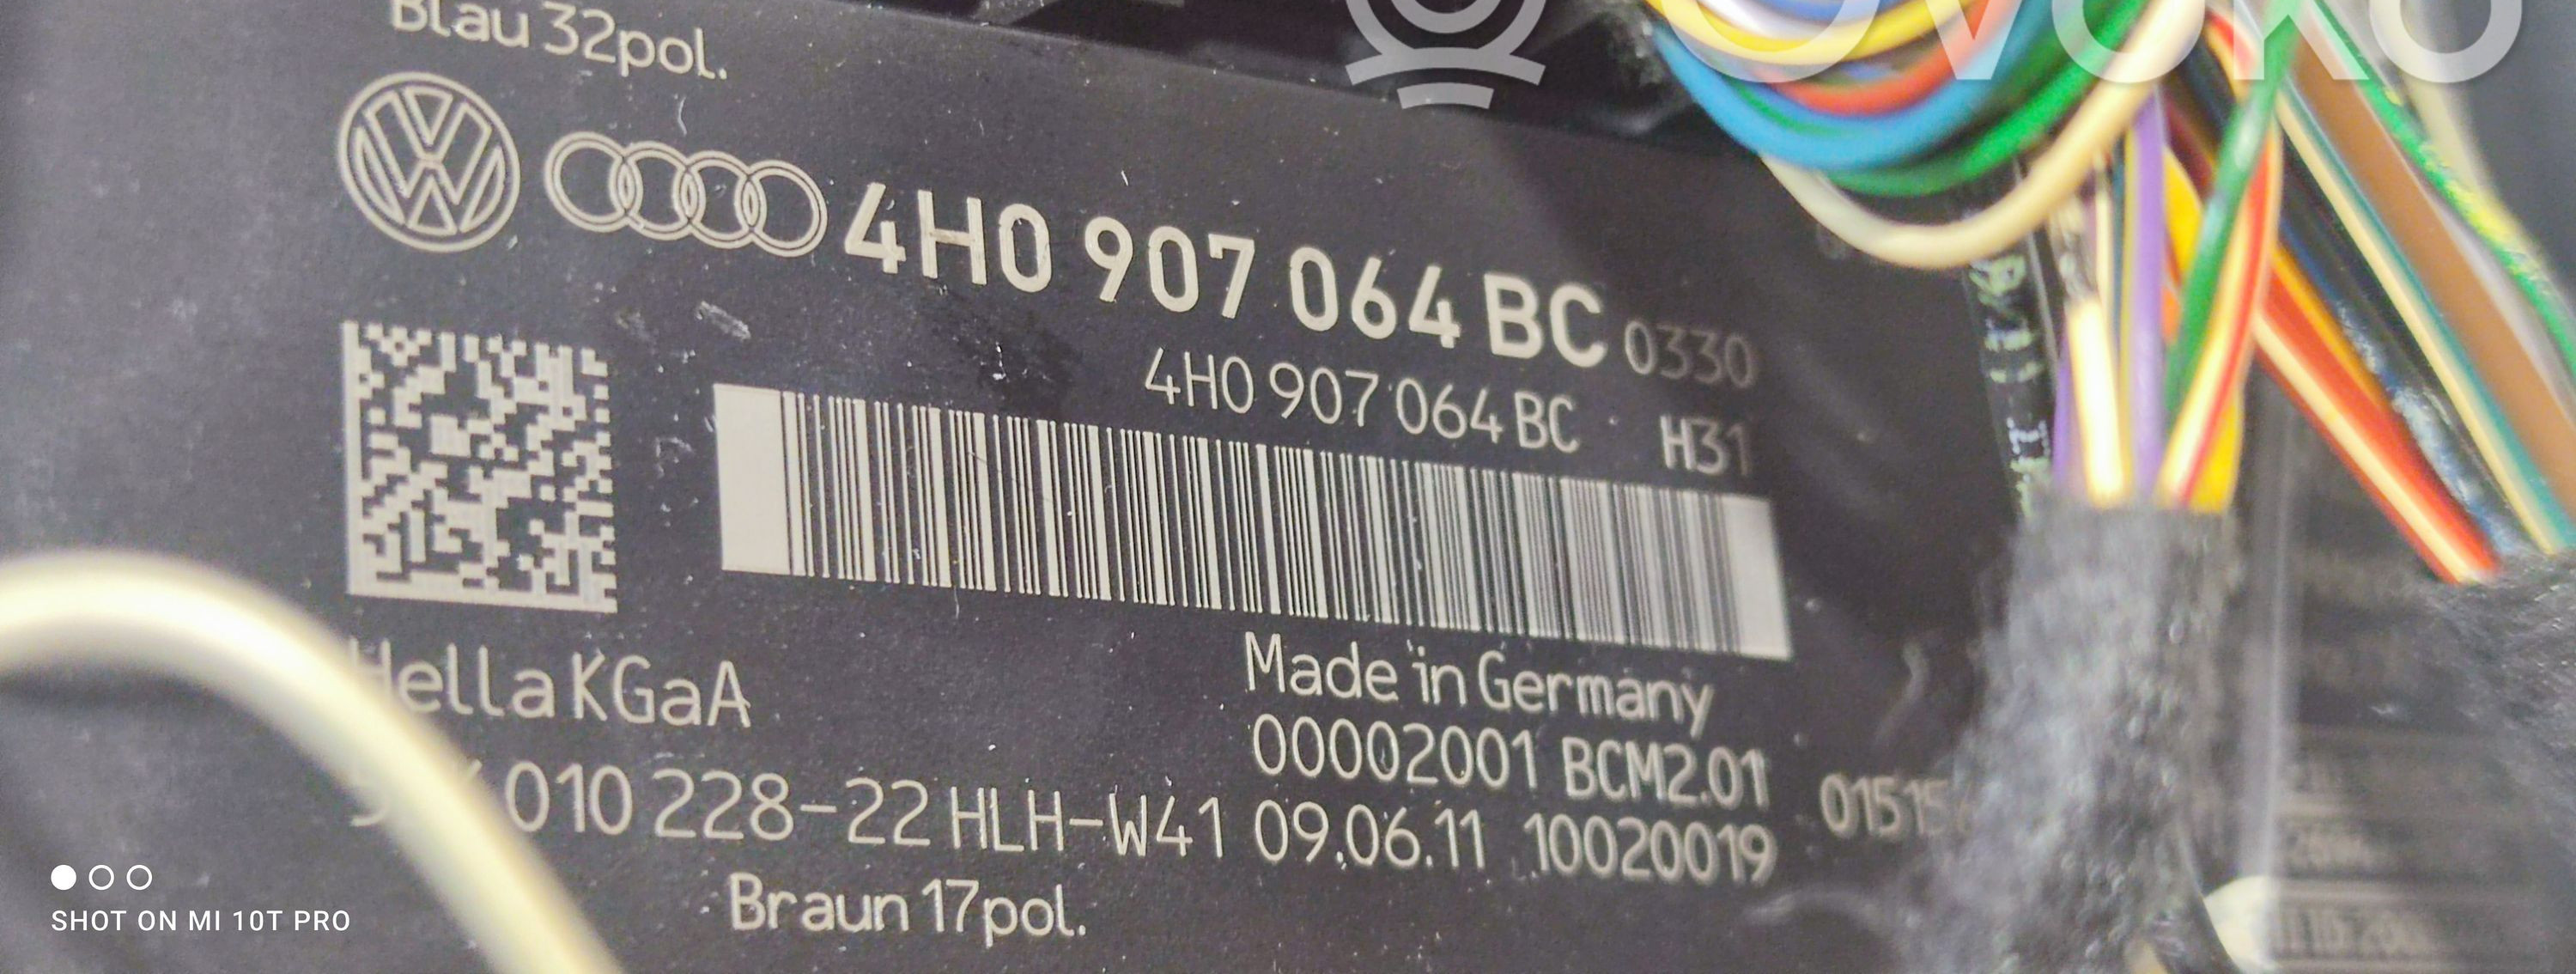 Blau 32pol.
4H0 907 064 BC 0330
4H0 907 064 BC H31
Hella KGaA
Made in Germany
00002001 BCM2.01
010 228-22 HLH-W41 09.06.11 10020019
Braun 17pol.
SHOT ON MI 10T PRO
Ovoko